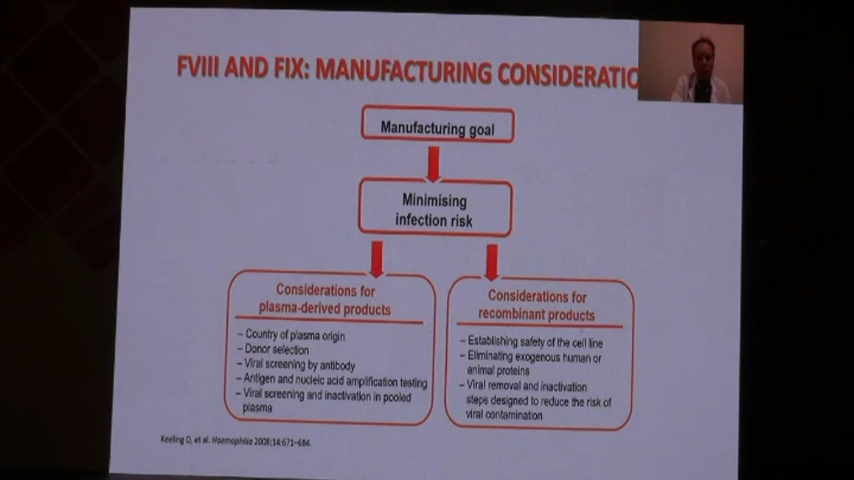 FVIII AND FIX: MANUFACTURING CONSIDERATIO
Manufacturing goal
Minimising
infection risk
Considerations for
plasma-derived products
– Country of plasma origin
– Donor selection
– Viral screening by antibody
– Antigen and nucleic acid amplification testing
– Viral screening and inactivation in pooled
plasma
Considerations for
recombinant products
– Establishing safety of the cell line
– Eliminating exogenous human or
animal proteins
– Viral removal and inactivation
steps designed to reduce the risk of
viral contamination
Keeling D, et al. Haemophilia 2008;14:671–684.